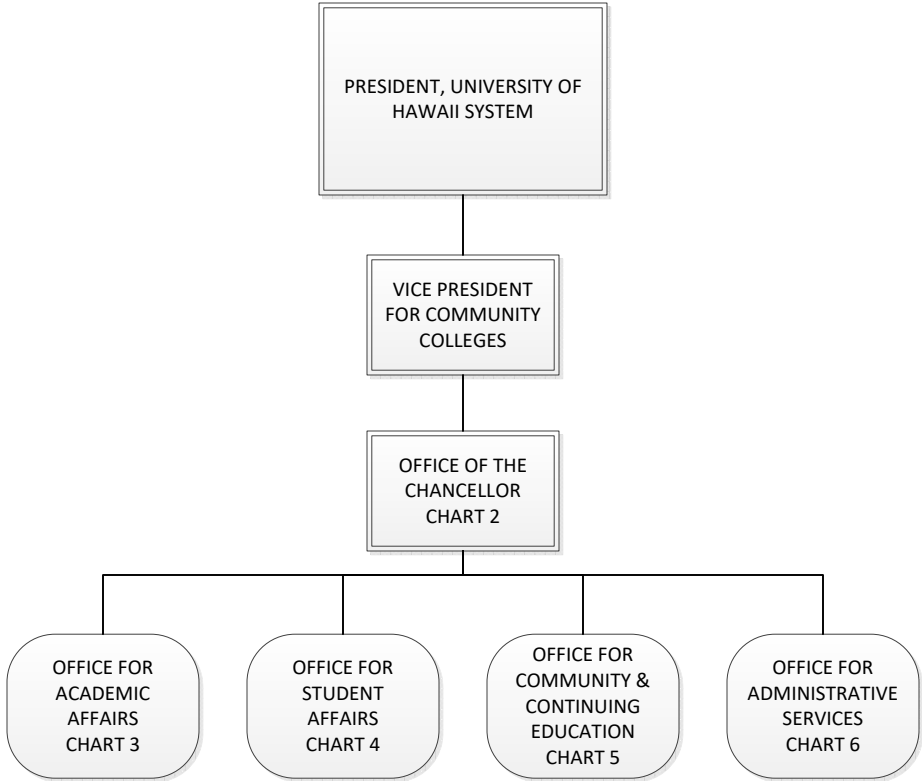 PRESIDENT, UNIVERSITY OF
HAWAII SYSTEM
VICE PRESIDENT
FOR COMMUNITY
COLLEGES
OFFICE OF THE
CHANCELLOR
CHART 2
OFFICE FOR
ACADEMIC
AFFAIRS
CHART 3
OFFICE FOR
STUDENT
AFFAIRS
CHART 4
OFFICE FOR
COMMUNITY &
CONTINUING
EDUCATION
CHART 5
OFFICE FOR
ADMINISTRATIVE
SERVICES
CHART 6